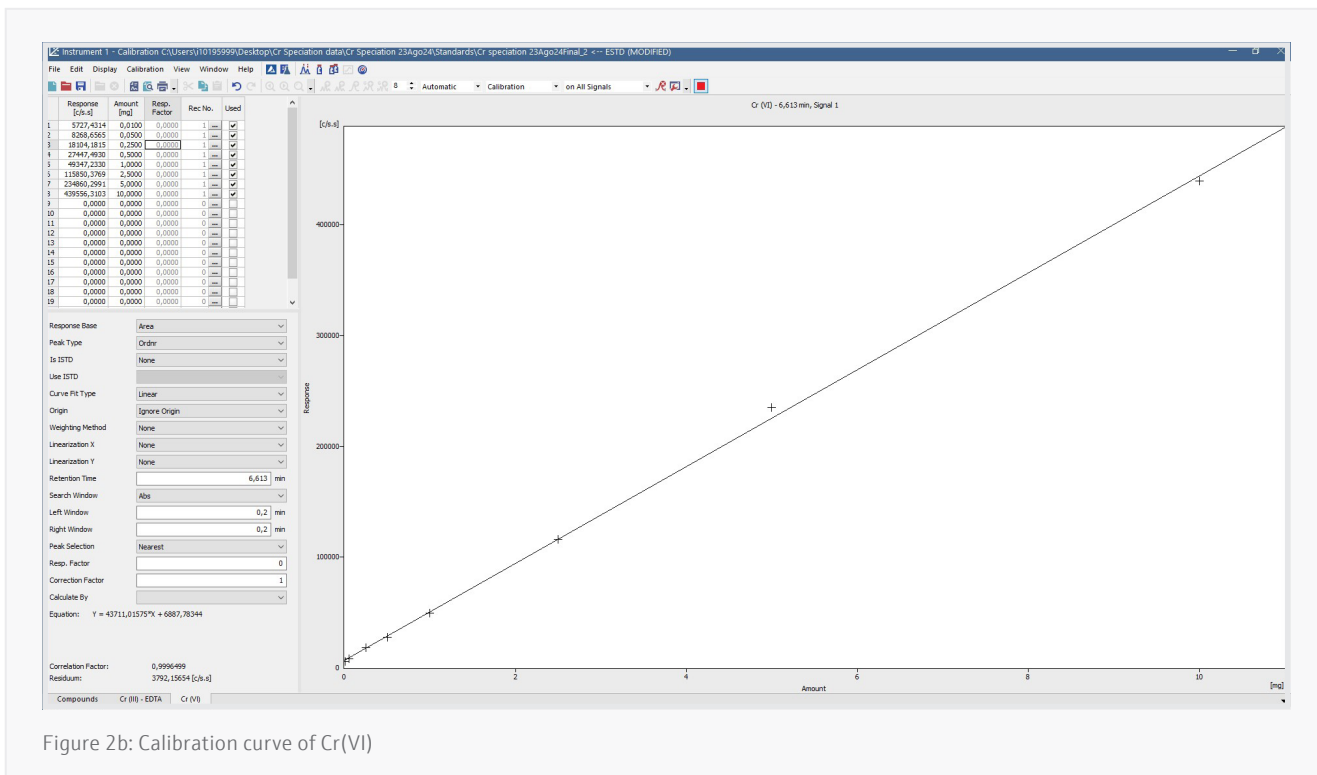 Instrument 1 - Calibration C:\Users\i10195999\Desktop\Cr Speciation data\Cr Speciation 23Ago24\Standards\Cr speciation 23Ago24Final_2 <-- ESTD (MODIFIED)
File Edit Display Calibration View Window Help
8 Automatic Calibration on All Signals
Response [c/s.s] Amount [mg] Resp. Factor Rec No. Used
1 5727,4314 0,0100 0,0000 1 ...
2 8268,6565 0,0500 0,0000 1 ...
3 18104,1815 0,2500 0,0000 1 ...
4 27447,4930 0,5000 0,0000 1 ...
5 49347,2330 1,0000 0,0000 1 ...
6 115850,3769 2,5000 0,0000 1 ...
7 234860,2991 5,0000 0,0000 1 ...
8 439556,3103 10,0000 0,0000 1 ...
9 0,0000 0,0000 0,0000 0 ...
10 0,0000 0,0000 0,0000 0 ...
11 0,0000 0,0000 0,0000 0 ...
12 0,0000 0,0000 0,0000 0 ...
13 0,0000 0,0000 0,0000 0 ...
14 0,0000 0,0000 0,0000 0 ...
15 0,0000 0,0000 0,0000 0 ...
16 0,0000 0,0000 0,0000 0 ...
17 0,0000 0,0000 0,0000 0 ...
18 0,0000 0,0000 0,0000 0 ...
19 0,0000 0,0000 0,0000 0 ...
Response Base Area
Peak Type Ordnr
Is ISTD None
Use ISTD
Curve Fit Type Linear
Origin Ignore Origin
Weighting Method None
Linearization X None
Linearization Y None
Retention Time 6,613 min
Search Window Abs
Left Window 0,2 min
Right Window 0,2 min
Peak Selection Nearest
Resp. Factor 0
Correction Factor 1
Calculate By
Equation: Y = 43711,01575*X + 6887,78344
Correlation Factor: 0,9996499
Residuum: 3792,15654 [c/s.s]
Compounds Cr (III) - EDTA Cr (VI)
Cr (VI) - 6,613 min, Signal 1
[c/s.s]
400000
300000
Response
200000
100000
0
0 2 4 6 8 10
Amount [mg]
Figure 2b: Calibration curve of Cr(VI)